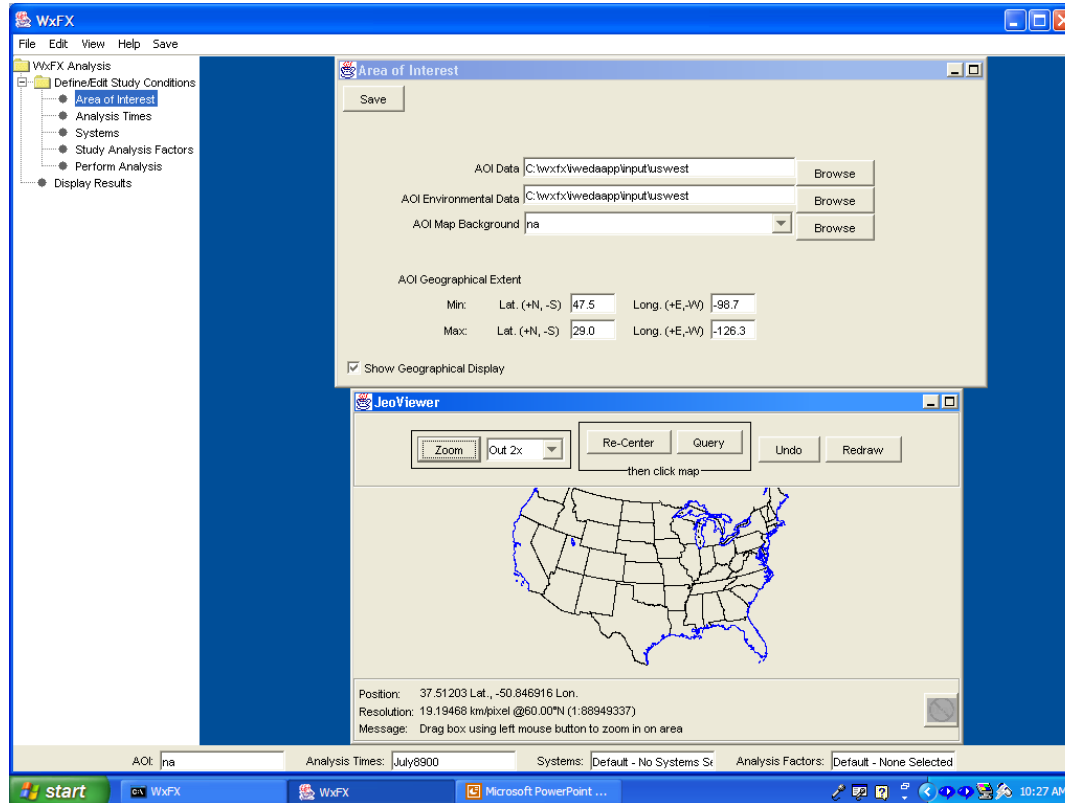 WxFX
File Edit View Help Save
WxFX Analysis
Define/Edit Study Conditions
Area of Interest
Analysis Times
Systems
Study Analysis Factors
Perform Analysis
Display Results
Area of Interest
Save
AOI Data C:\wxfx\iwedaapp\input\uswest Browse
AOI Environmental Data C:\wxfx\iwedaapp\input\uswest Browse
AOI Map Background na Browse
AOI Geographical Extent
Min: Lat. (+N, -S) 47.5 Long. (+E,-W) -98.7
Max: Lat. (+N, -S) 29.0 Long. (+E,-W) -126.3
Show Geographical Display
JeoViewer
Zoom Out 2x Re-Center Query Undo Redraw
then click map
Position: 37.51203 Lat., -50.846916 Lon.
Resolution: 19.19468 km/pixel @60.00°N (1:88949337)
Message: Drag box using left mouse button to zoom in on area
AOI: na Analysis Times: July8900 Systems: Default - No Systems Se Analysis Factors: Default - None Selected
start WxFX WxFX Microsoft PowerPoint ... 10:27 AM